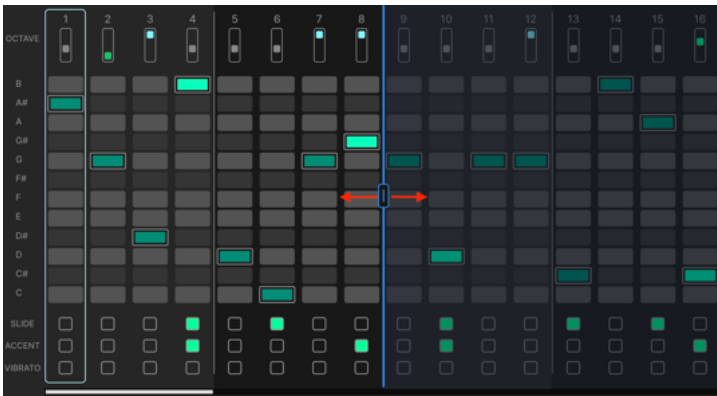 1 2 3 4 5 6 7 8 9 10 11 12 13 14 15 16
OCTAVE
B
A#
A
G#
G
F#
F
E
D#
D
C#
C
SLIDE
ACCENT
VIBRATO